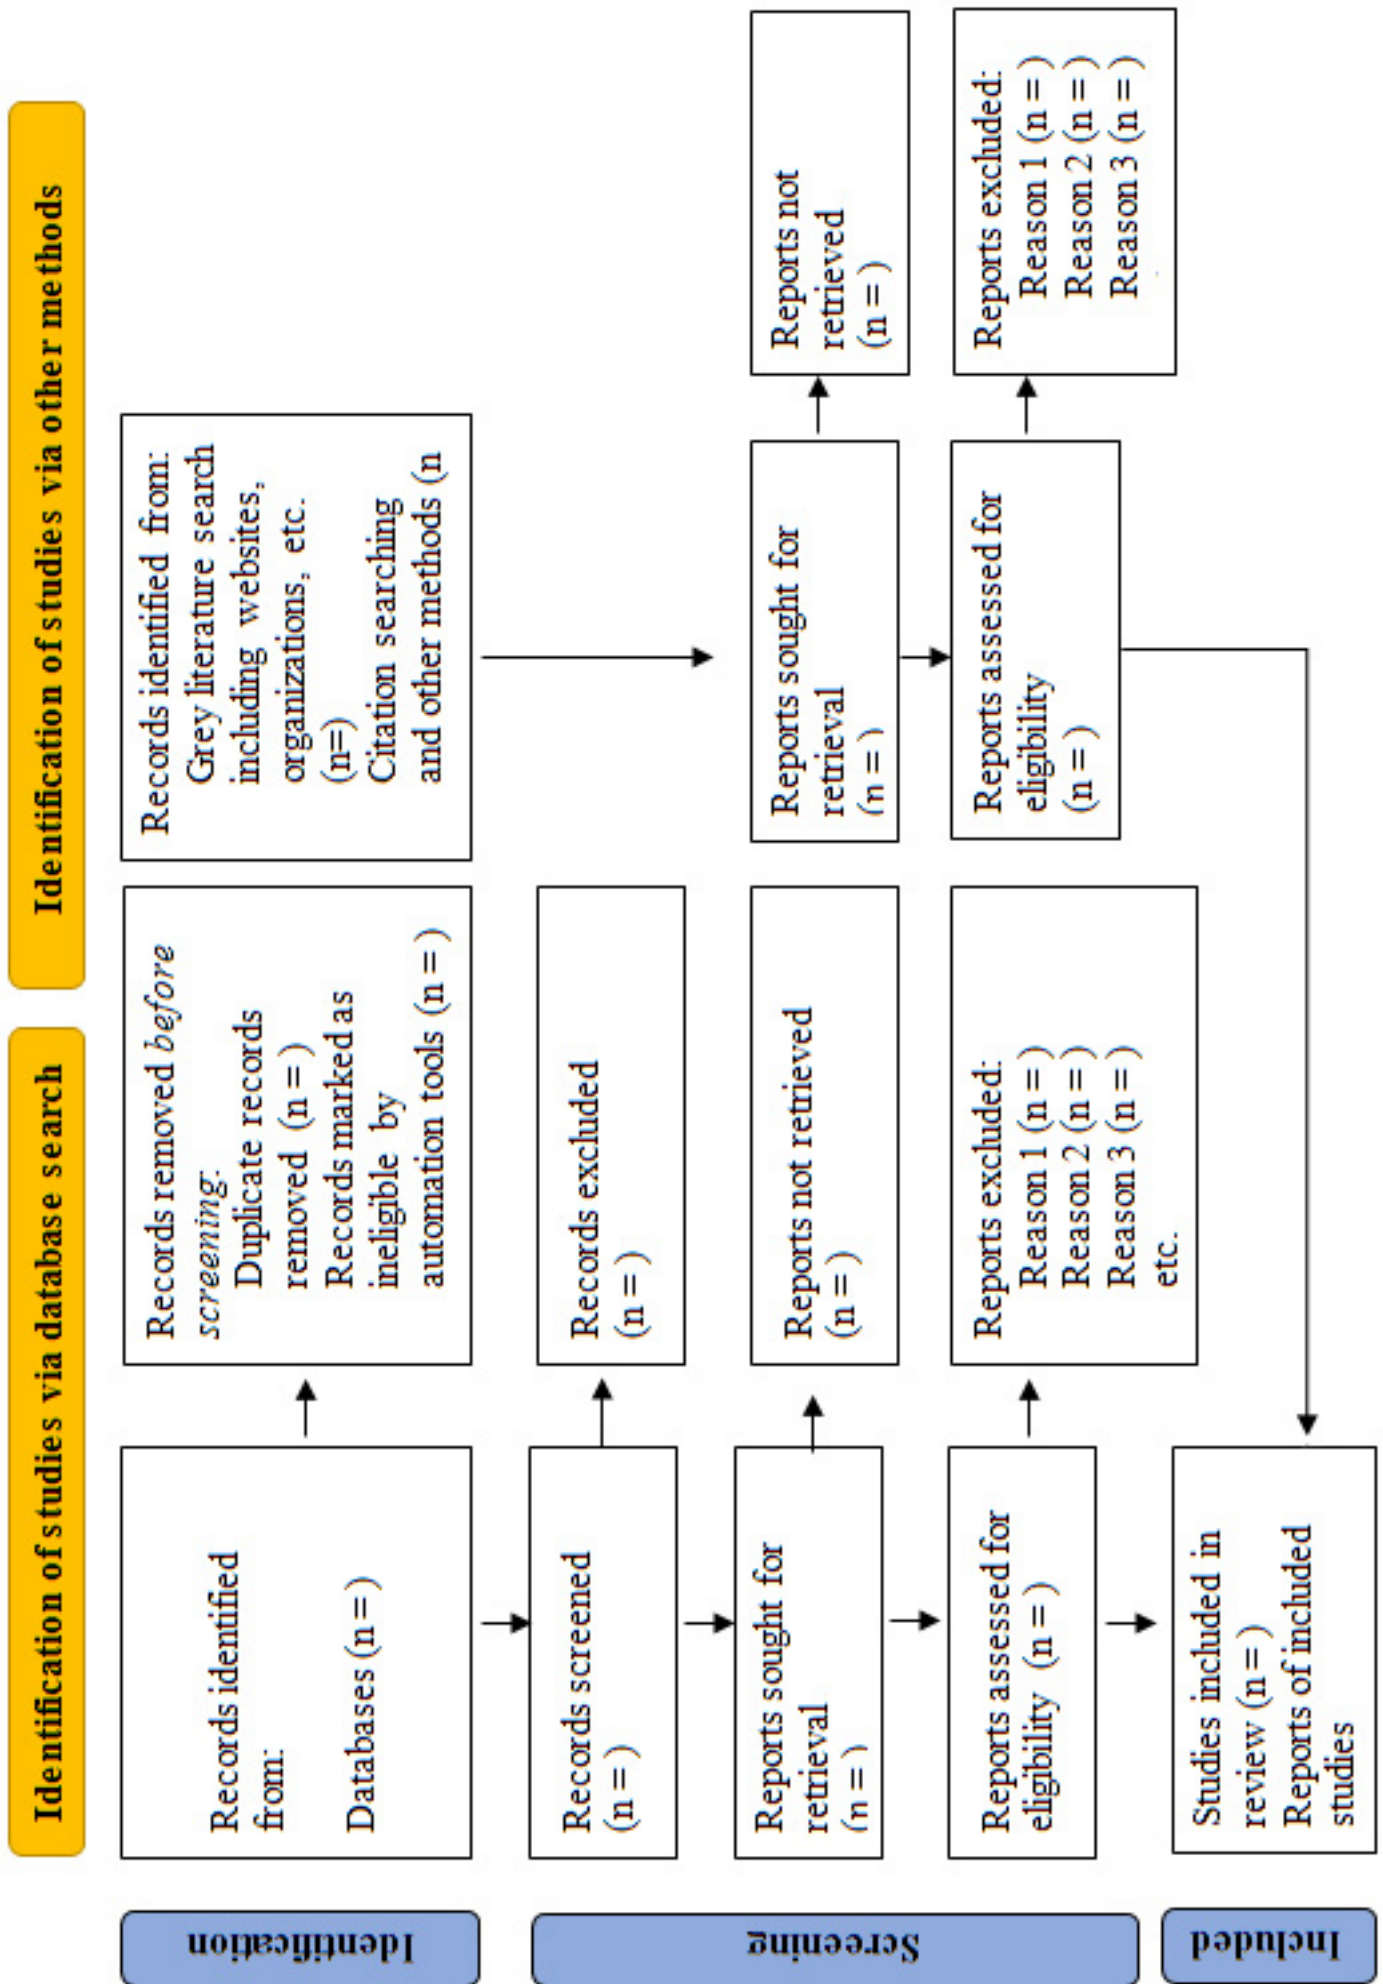 Identification of studies via database search
Identification of studies via other methods
Identification
Records identified
from:
Databases (n = )
Records removed before
screening:
Duplicate records
removed (n = )
Records marked as
ineligible by
automation tools (n = )
Records identified from:
Grey literature search
including websites,
organizations, etc.
(n=)
Citation searching
and other methods (n
Screening
Records screened
(n = )
Records excluded
(n = )
Reports sought for
retrieval
(n = )
Reports not retrieved
(n = )
Reports sought for
retrieval
(n = )
Reports not
retrieved
(n = )
Reports assessed for
eligibility (n = )
Reports excluded:
Reason 1 (n = )
Reason 2 (n = )
Reason 3 (n = )
etc.
Reports assessed for
eligibility
(n = )
Reports excluded:
Reason 1 (n = )
Reason 2 (n = )
Reason 3 (n = )
Included
Studies included in
review (n = )
Reports of included
studies